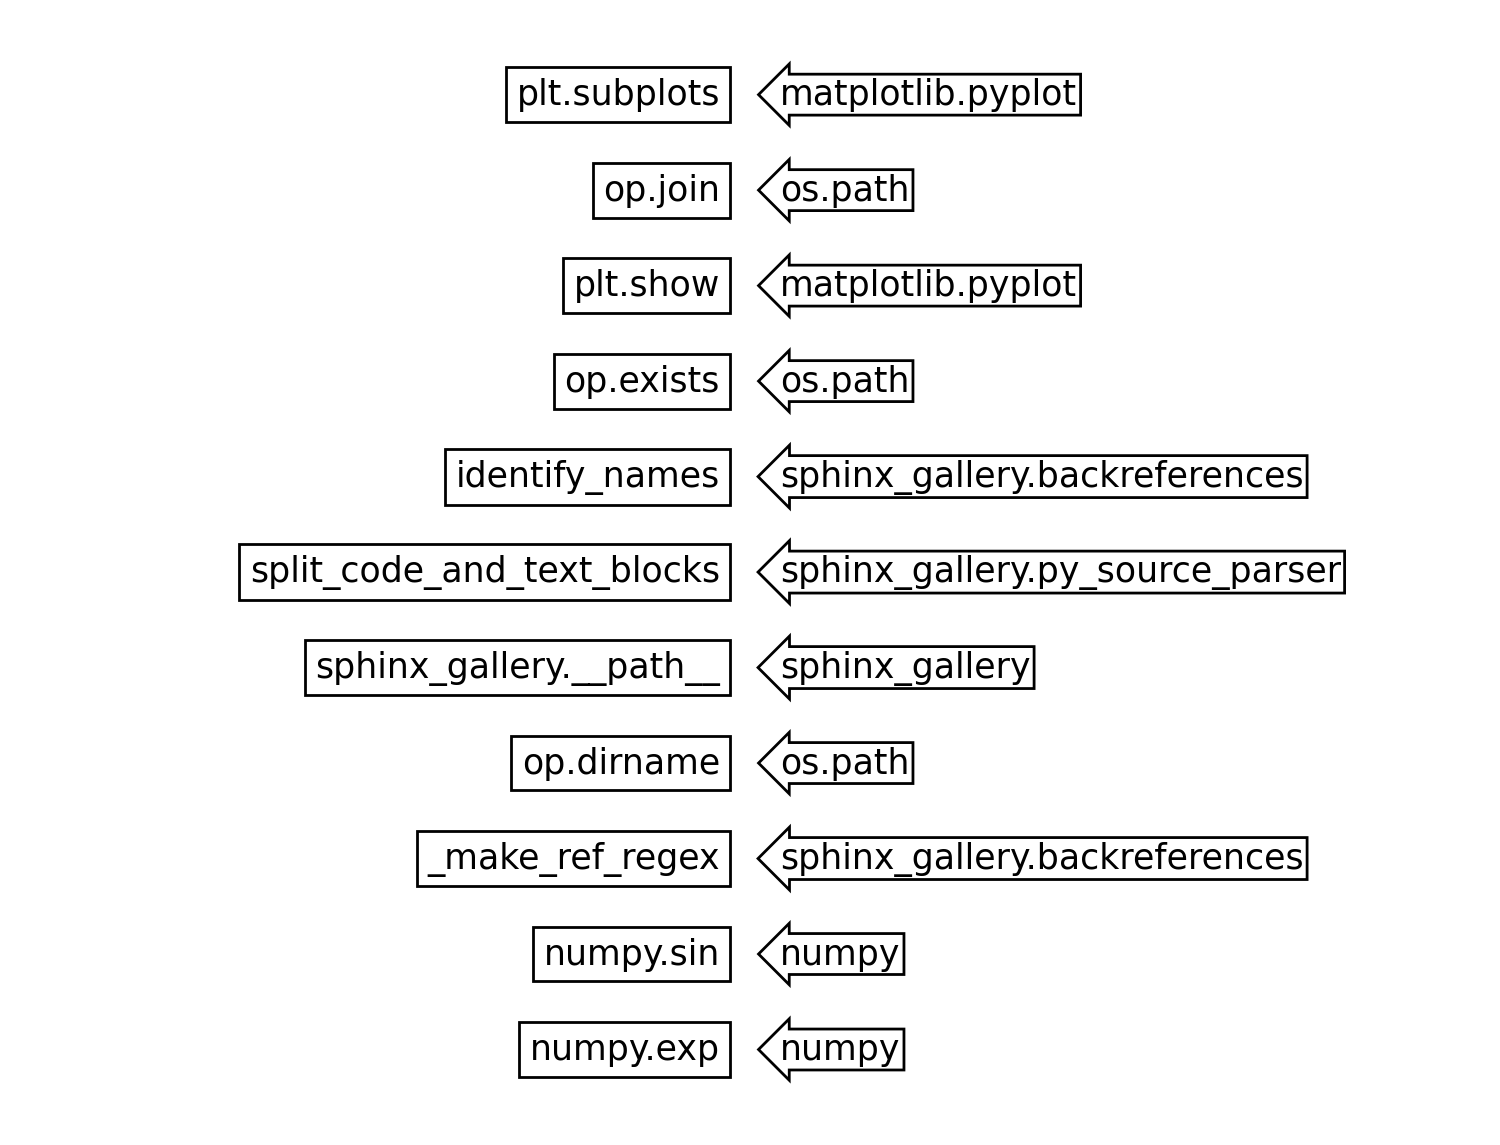 plt.subplots matplotlib.pyplot
op.join os.path
plt.show matplotlib.pyplot
op.exists os.path
identify_names sphinx_gallery.backreferences
split_code_and_text_blocks sphinx_gallery.py_source_parser
sphinx_gallery.__path__ sphinx_gallery
op.dirname os.path
_make_ref_regex sphinx_gallery.backreferences
numpy.sin numpy
numpy.exp numpy